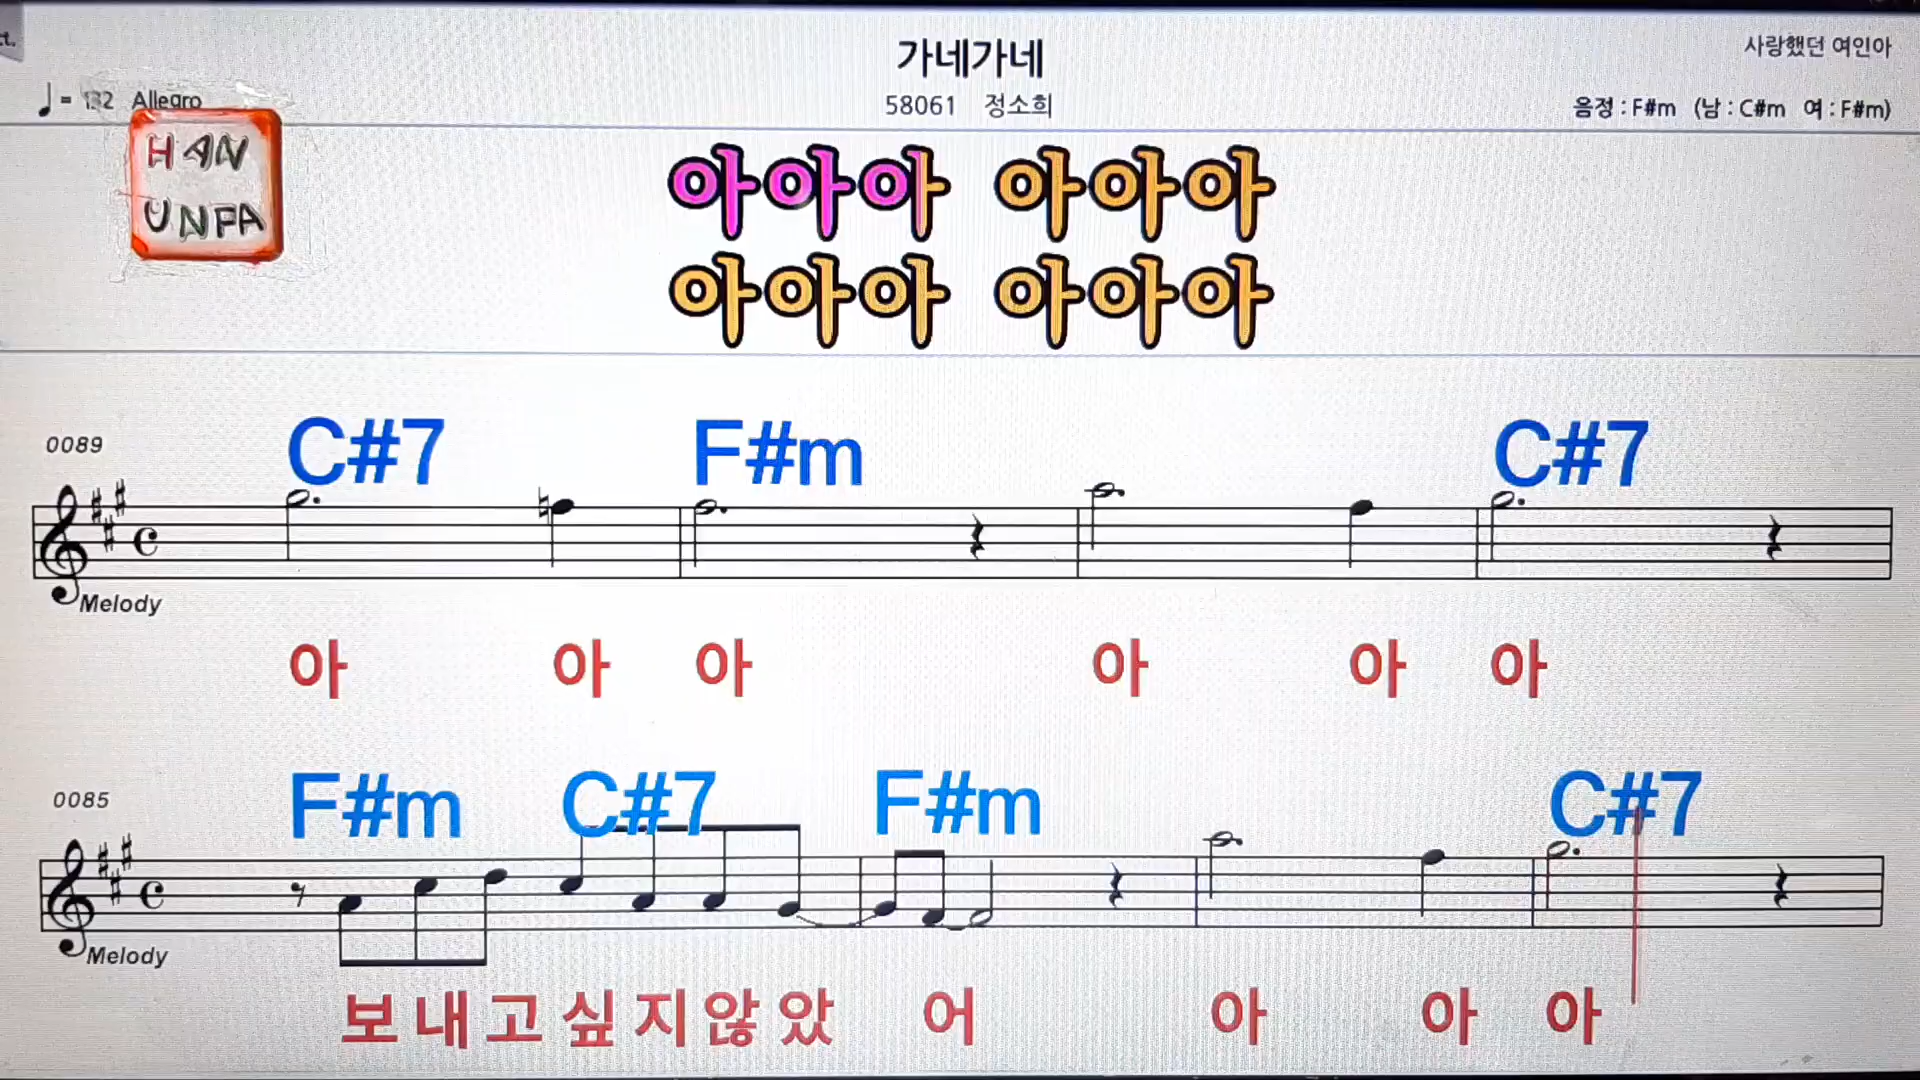 가네가네
사랑했던 여인아
♩= 132 Allegro
58061 정소희
음정 : F#m (남 : C#m 여 : F#m)
HAN
UNFA
아아아 아아아
아아아 아아아
0089
C#7 F#m C#7
Melody
아 아 아 아 아 아
0085
F#m C#7 F#m C#7
Melody
보내고싶지않았 어 아 아 아